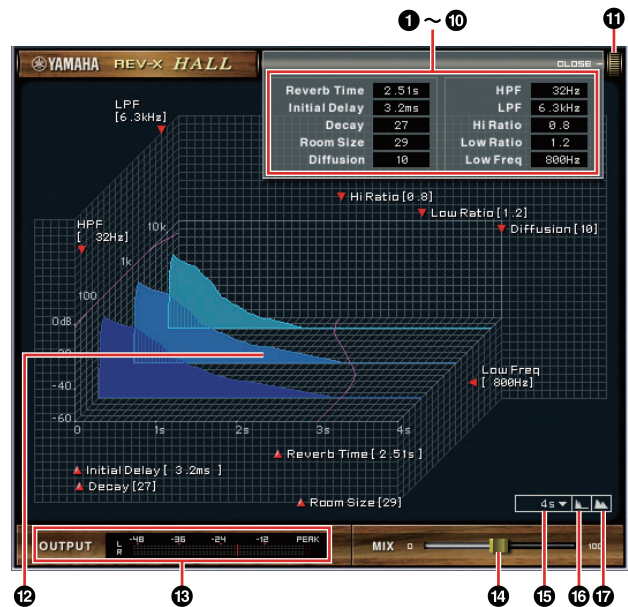 ❶～❿ ⓫
YAMAHA REV-X HALL
CLOSE
Reverb Time 2.51s HPF 32Hz
Initial Delay 3.2ms LPF 6.3kHz
Decay 27 Hi Ratio 0.8
Room Size 29 Low Ratio 1.2
Diffusion 10 Low Freq 800Hz
LPF
[6.3kHz]
Hi Ratio[0.8]
Low Ratio[1.2]
Diffusion[10]
HPF
[ 32Hz]
10k
1k
100
0dB
-20
-40
-60
0 1s 2s 3s 4s
Low Freq
[ 800Hz]
Reverb Time[ 2.51s ]
Initial Delay[ 3.2ms ]
Decay[27]
Room Size[29]
4s
OUTPUT L R -48 -36 -24 -12 PEAK
MIX 0 100
⓬ ⓭ ⓮ ⓯ ⓰ ⓱